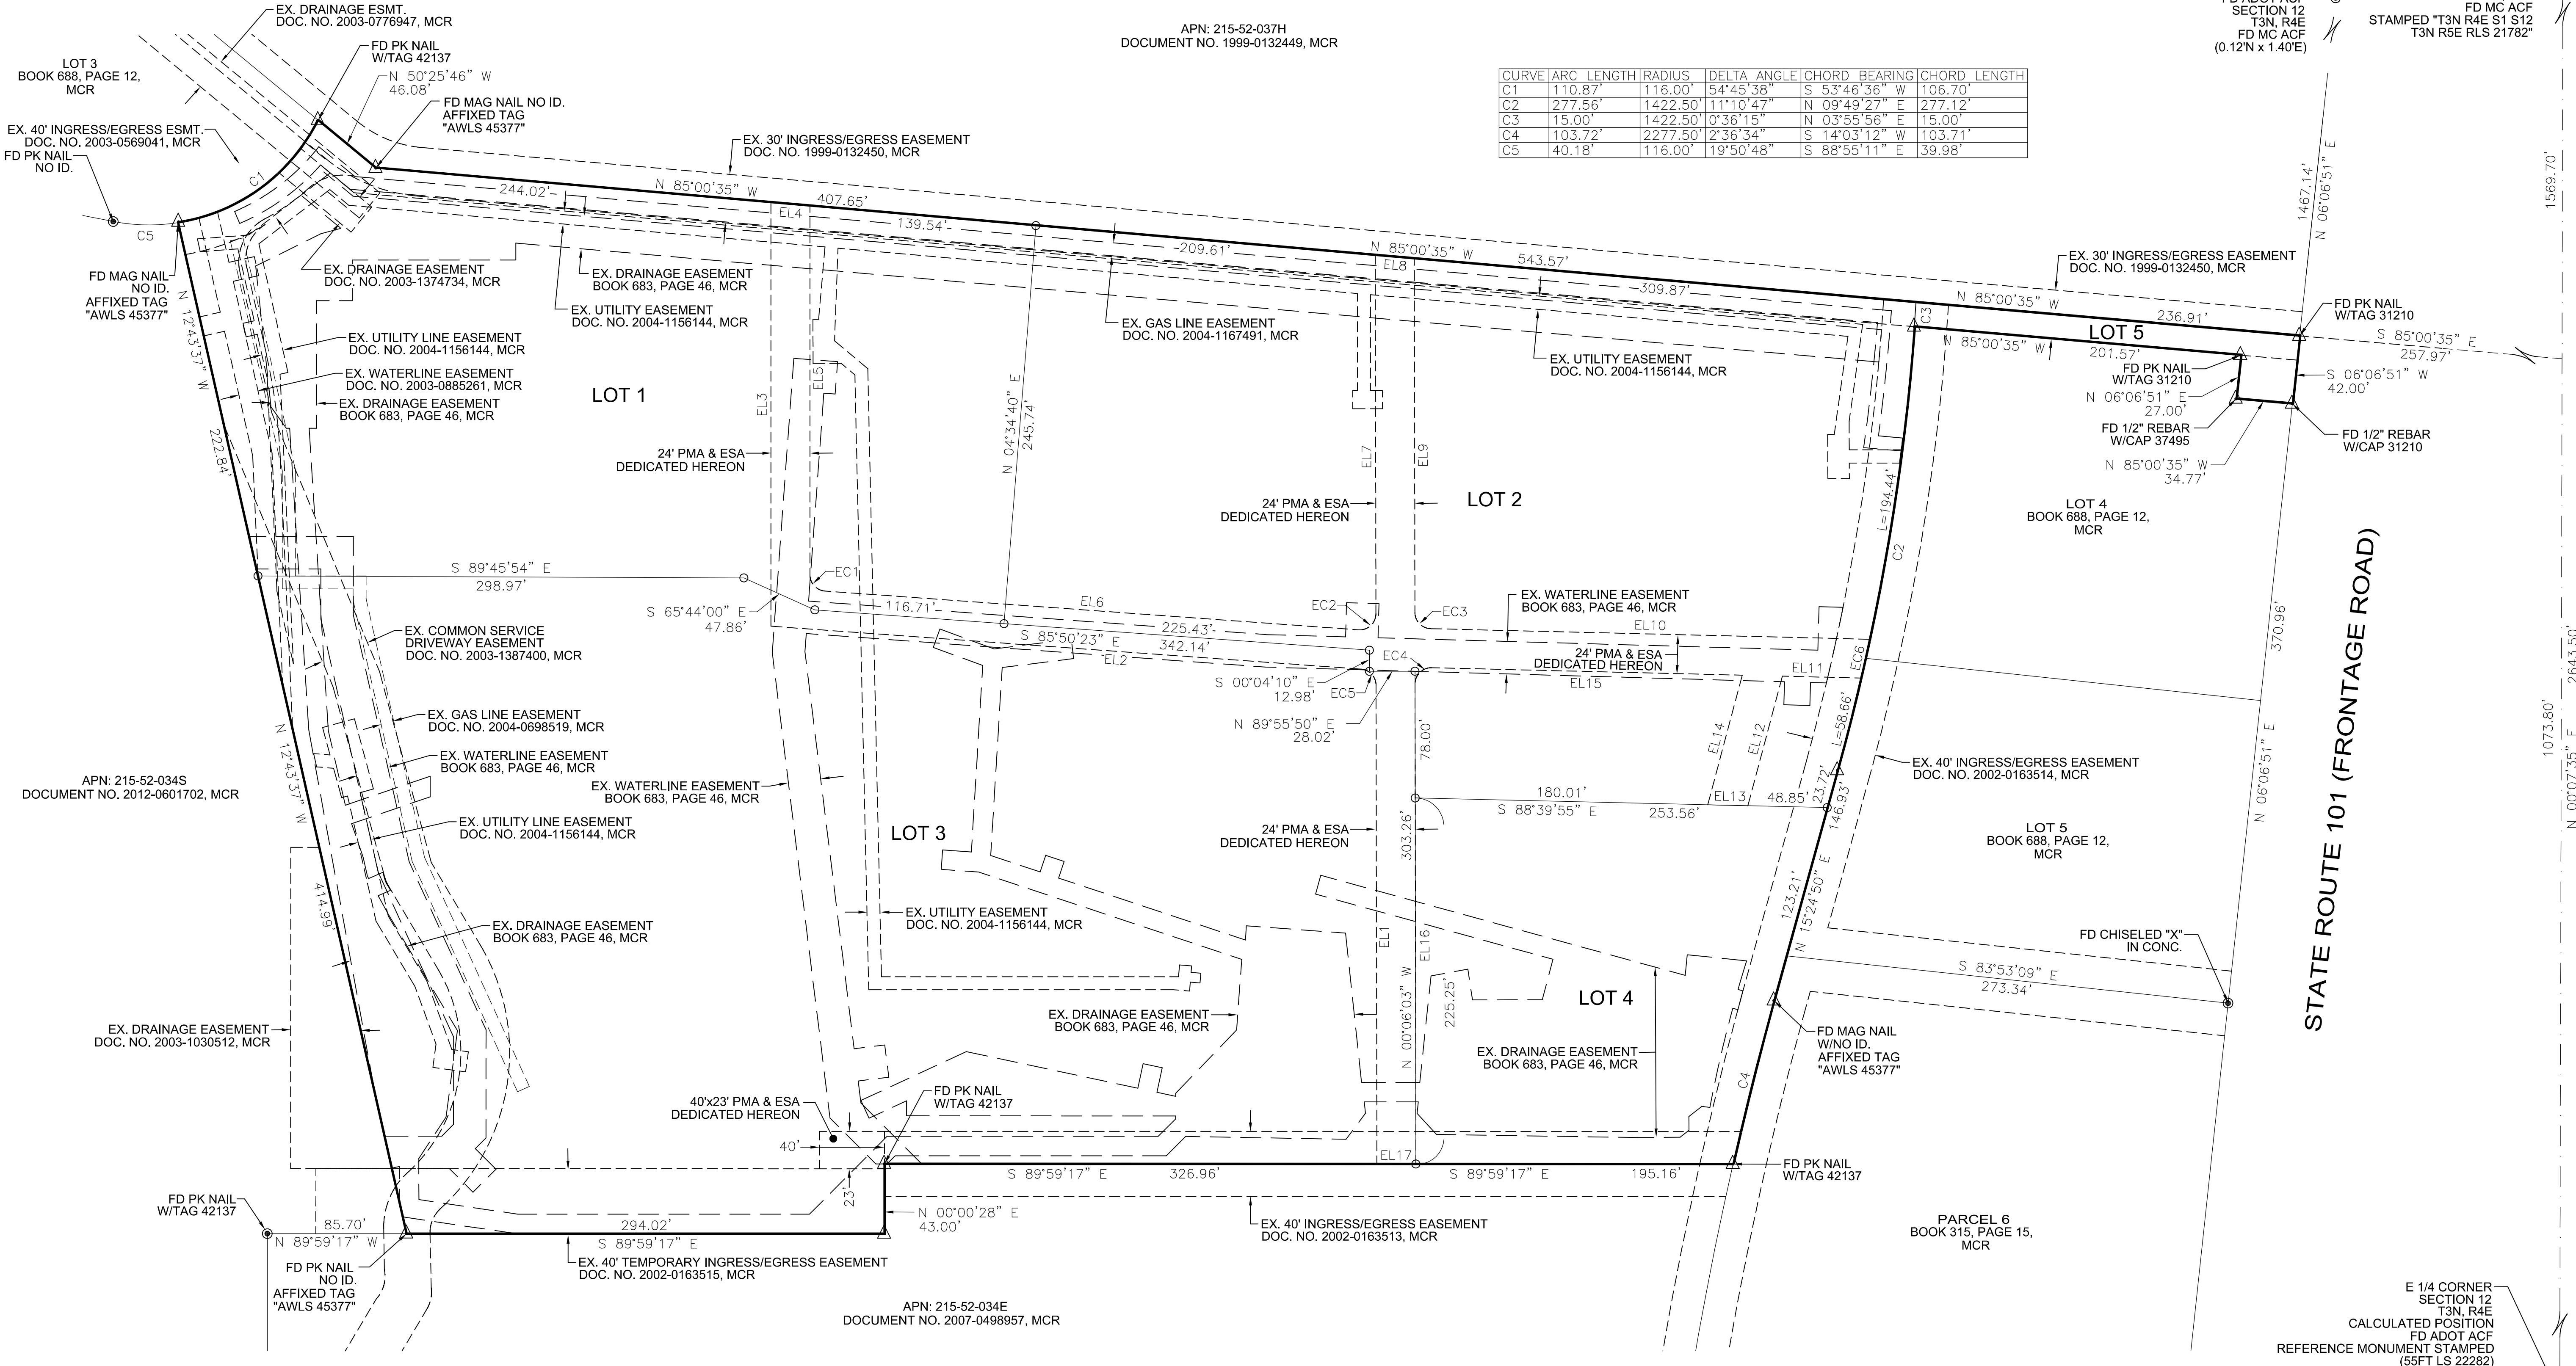 EX. DRAINAGE ESMT.
DOC. NO. 2003-0776947, MCR
FD PK NAIL
W/TAG 42137
N 50°25'46" W
46.08'
LOT 3
BOOK 688, PAGE 12,
MCR
FD MAG NAIL NO ID.
AFFIXED TAG
"AWLS 45377"
EX. 40' INGRESS/EGRESS ESMT.
DOC. NO. 2003-0569041, MCR
FD PK NAIL
NO ID.
C1
C5
EX. 30' INGRESS/EGRESS EASEMENT
DOC. NO. 1999-0132450, MCR
APN: 215-52-037H
DOCUMENT NO. 1999-0132449, MCR
SECTION 12
T3N, R4E
FD MC ACF
(0.12'N x 1.40'E)
FD MC ACF
STAMPED "T3N R4E S1 S12
T3N R5E RLS 21782"
CURVE ARC LENGTH RADIUS DELTA ANGLE CHORD BEARING CHORD LENGTH
C1 110.87' 116.00' 54°45'38" S 53°46'36" W 106.70'
C2 277.56' 1422.50' 11°10'47" N 09°49'27" E 277.12'
C3 15.00' 1422.50' 0°36'15" N 03°55'56" E 15.00'
C4 103.72' 2277.50' 2°36'34" S 14°03'12" W 103.71'
C5 40.18' 116.00' 19°50'48" S 88°55'11" E 39.98'
1467.14'
N 06°06'51" E
1569.70'
244.02'
N 85°00'35" W
407.65'
EL4
139.54'
209.61'
N 85°00'35" W
543.57'
EL8
309.87'
C3
N 85°00'35" W
236.91'
EX. 30' INGRESS/EGRESS EASEMENT
DOC. NO. 1999-0132450, MCR
FD PK NAIL
W/TAG 31210
S 85°00'35" E
257.97'
LOT 5
N 85°00'35" W
201.57'
FD PK NAIL
W/TAG 31210
S 06°06'51" W
42.00'
N 06°06'51" E
27.00'
FD 1/2" REBAR
W/CAP 37495
FD 1/2" REBAR
W/CAP 31210
N 85°00'35" W
34.77'
FD MAG NAIL
NO ID.
AFFIXED TAG
"AWLS 45377"
EX. DRAINAGE EASEMENT
DOC. NO. 2003-1374734, MCR
EX. DRAINAGE EASEMENT
BOOK 683, PAGE 46, MCR
EX. UTILITY EASEMENT
DOC. NO. 2004-1156144, MCR
EX. GAS LINE EASEMENT
DOC. NO. 2004-1167491, MCR
EX. UTILITY EASEMENT
DOC. NO. 2004-1156144, MCR
N 12°43'37" W
222.84'
EX. UTILITY LINE EASEMENT
DOC. NO. 2004-1156144, MCR
EX. WATERLINE EASEMENT
DOC. NO. 2003-0885261, MCR
EX. DRAINAGE EASEMENT
BOOK 683, PAGE 46, MCR
LOT 1
EL3
EL5
24' PMA & ESA
DEDICATED HEREON
N 04°34'40" E
245.74'
EL7
EL9
24' PMA & ESA
DEDICATED HEREON
LOT 2
L=194.44'
C2
LOT 4
BOOK 688, PAGE 12,
MCR
S 89°45'54" E
298.97'
EC1
S 65°44'00" E
47.86'
116.71'
EL6
225.43'
S 85°50'23" E
342.14'
EL2
EC2
EC3
EC4
EC5
S 00°04'10" E
12.98'
N 89°55'50" E
28.02'
EX. WATERLINE EASEMENT
BOOK 683, PAGE 46, MCR
EL10
24' PMA & ESA
DEDICATED HEREON
EL15
EL11
EC6
L=58.66'
EL14
EL12
EL13
23.72'
146.93'
78.00'
180.01'
48.85'
S 88°39'55" E
253.56'
EX. 40' INGRESS/EGRESS EASEMENT
DOC. NO. 2002-0163514, MCR
370.96'
N 06°06'51" E
STATE ROUTE 101 (FRONTAGE ROAD)
2643.50'
1073.80'
N 00°07'35" E
EX. COMMON SERVICE
DRIVEWAY EASEMENT
DOC. NO. 2003-1387400, MCR
EX. GAS LINE EASEMENT
DOC. NO. 2004-0698519, MCR
EX. WATERLINE EASEMENT
BOOK 683, PAGE 46, MCR
EX. UTILITY LINE EASEMENT
DOC. NO. 2004-1156144, MCR
APN: 215-52-034S
DOCUMENT NO. 2012-0601702, MCR
N 12°43'37" W
414.99'
EX. WATERLINE EASEMENT
BOOK 683, PAGE 46, MCR
LOT 3
24' PMA & ESA
DEDICATED HEREON
303.26'
LOT 5
BOOK 688, PAGE 12,
MCR
123.21'
N 15°24'50" E
EX. DRAINAGE EASEMENT
BOOK 683, PAGE 46, MCR
EX. UTILITY EASEMENT
DOC. NO. 2004-1156144, MCR
EL1
EL16
N 00°06'03" W
225.25'
FD CHISELED "X"
IN CONC.
S 83°53'09" E
273.34'
EX. DRAINAGE EASEMENT
DOC. NO. 2003-1030512, MCR
EX. DRAINAGE EASEMENT
BOOK 683, PAGE 46, MCR
LOT 4
EX. DRAINAGE EASEMENT
BOOK 683, PAGE 46, MCR
FD MAG NAIL
W/NO ID.
AFFIXED TAG
"AWLS 45377"
C4
40'x23' PMA & ESA
DEDICATED HEREON
FD PK NAIL
W/TAG 42137
40'
23'
S 89°59'17" E
326.96'
EL17
S 89°59'17" E
195.16'
FD PK NAIL
W/TAG 42137
FD PK NAIL
W/TAG 42137
85.70'
N 89°59'17" W
294.02'
S 89°59'17" E
N 00°00'28" E
43.00'
EX. 40' INGRESS/EGRESS EASEMENT
DOC. NO. 2002-0163513, MCR
PARCEL 6
BOOK 315, PAGE 15,
MCR
FD PK NAIL
NO ID.
AFFIXED TAG
"AWLS 45377"
EX. 40' TEMPORARY INGRESS/EGRESS EASEMENT
DOC. NO. 2002-0163515, MCR
APN: 215-52-034E
DOCUMENT NO. 2007-0498957, MCR
E 1/4 CORNER
SECTION 12
T3N, R4E
CALCULATED POSITION
FD ADOT ACF
REFERENCE MONUMENT STAMPED
(55FT LS 22282)